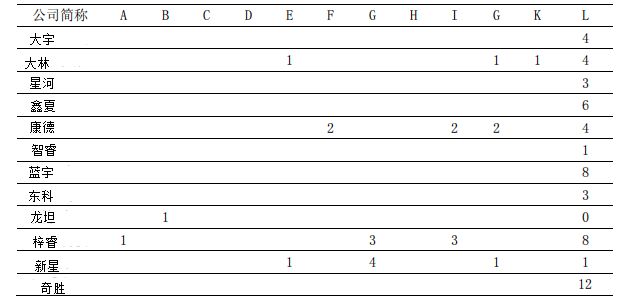 公司简称 A B C D E F G H I G K L
大宇 4
大林 1 1 1 4
星河 3
鑫夏 6
康德 2 2 2 4
智睿 1
蓝宇 8
东科 3
龙坦 1 0
梓睿 1 3 3 8
新星 1 4 1 1
奇胜 12